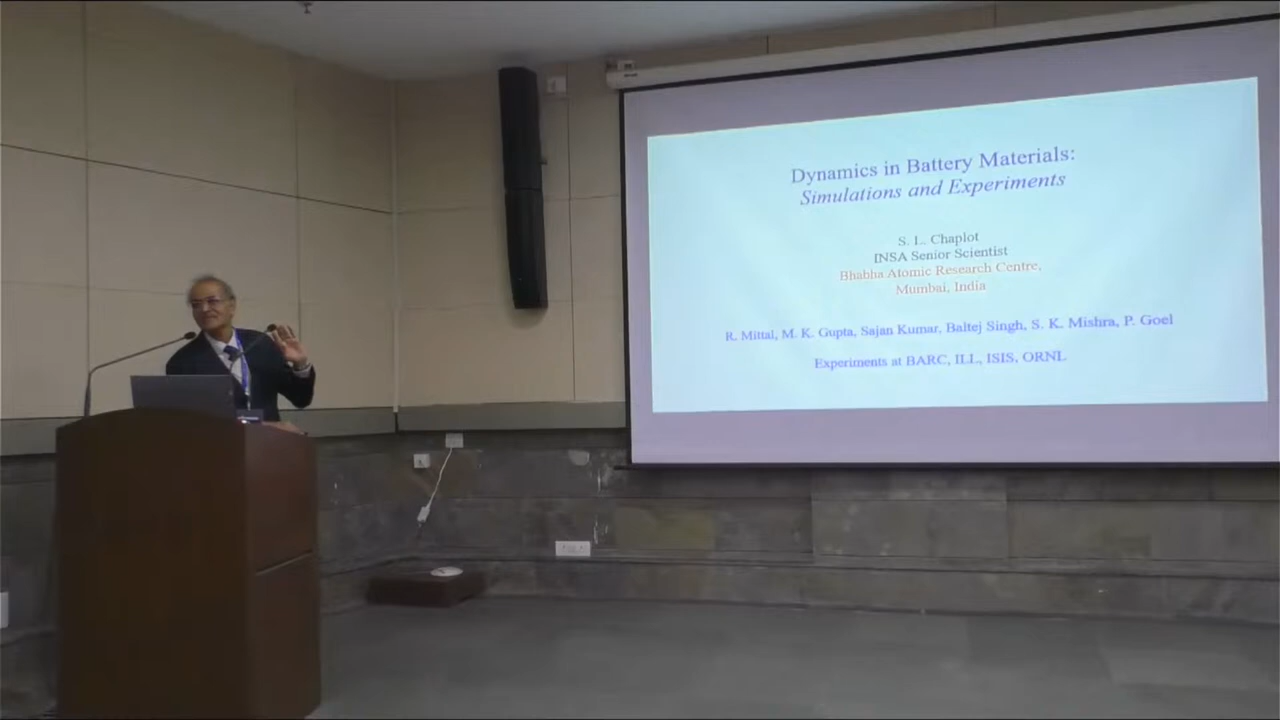 Dynamics in Battery Materials:
Simulations and Experiments
S. L. Chaplot
INSA Senior Scientist
Bhabha Atomic Research Centre,
Mumbai, India
R. Mittal, M. K. Gupta, Sajan Kumar, Baltej Singh, S. K. Mishra, P. Goel
Experiments at BARC, ILL, ISIS, ORNL